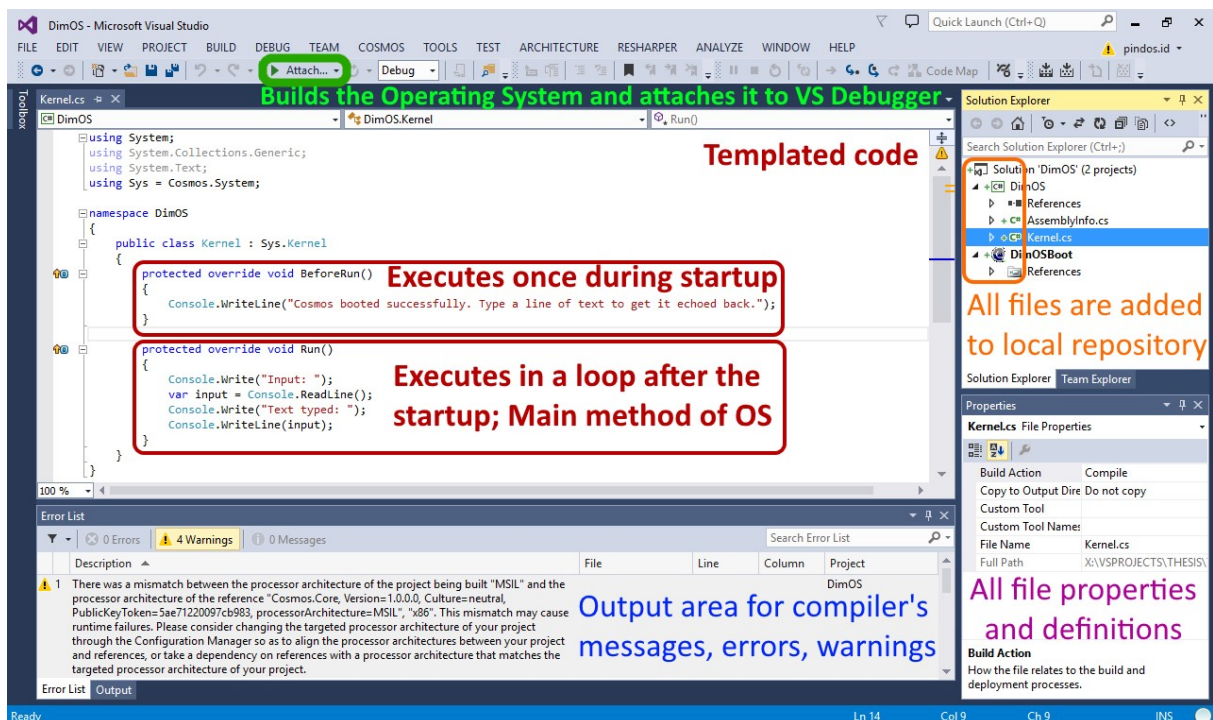 DimOS - Microsoft Visual Studio
Quick Launch (Ctrl+Q)
FILE EDIT VIEW PROJECT BUILD DEBUG TEAM COSMOS TOOLS TEST ARCHITECTURE RESHARPER ANALYZE WINDOW HELP
pindos.id
Attach... Debug Code Map
Toolbox
Kernel.cs
Builds the Operating System and attaches it to VS Debugger
DimOS DimOS.Kernel Run()
using System;
using System.Collections.Generic;
using System.Text;
using Sys = Cosmos.System;
Templated code
namespace DimOS
{
public class Kernel : Sys.Kernel
{
protected override void BeforeRun()
{
Console.WriteLine("Cosmos booted successfully. Type a line of text to get it echoed back.");
}
Executes once during startup
protected override void Run()
{
Console.Write("Input: ");
var input = Console.ReadLine();
Console.Write("Text typed: ");
Console.WriteLine(input);
}
}
}
Executes in a loop after the
startup; Main method of OS
100 %
Error List
0 Errors 4 Warnings 0 Messages
Search Error List
Description File Line Column Project
1 There was a mismatch between the processor architecture of the project being built "MSIL" and the
processor architecture of the reference "Cosmos.Core, Version=1.0.0.0, Culture=neutral,
PublicKeyToken=5ae71220097cb983, processorArchitecture=MSIL", "x86". This mismatch may cause
runtime failures. Please consider changing the targeted processor architecture of your project
through the Configuration Manager so as to align the processor architectures between your project
and references, or take a dependency on references with a processor architecture that matches the
targeted processor architecture of your project.
DimOS
Output area for compiler's
messages, errors, warnings
Error List Output
Solution Explorer
Search Solution Explorer (Ctrl+;)
Solution 'DimOS' (2 projects)
DimOS
References
AssemblyInfo.cs
Kernel.cs
DimOSBoot
References
All files are added
to local repository
Solution Explorer Team Explorer
Properties
Kernel.cs File Properties
Build Action Compile
Copy to Output Dire Do not copy
Custom Tool
Custom Tool Names
File Name Kernel.cs
Full Path X:\VSPROJECTS\THESIS\
All file properties
and definitions
Build Action
How the file relates to the build and
deployment processes.
Ready Ln 14 Col 9 Ch 9 INS